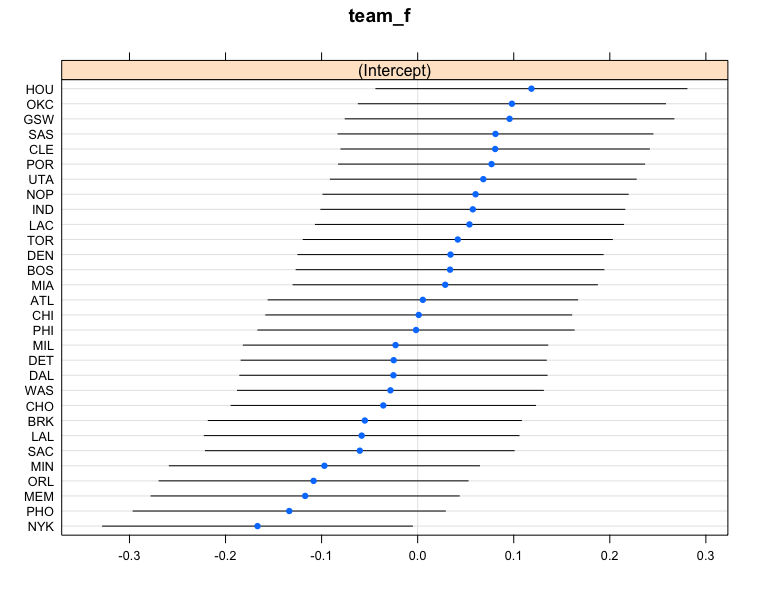 team_f
(Intercept)
HOU
OKC
GSW
SAS
CLE
POR
UTA
NOP
IND
LAC
TOR
DEN
BOS
MIA
ATL
CHI
PHI
MIL
DET
DAL
WAS
CHO
BRK
LAL
SAC
MIN
ORL
MEM
PHO
NYK
-0.3 -0.2 -0.1 0.0 0.1 0.2 0.3